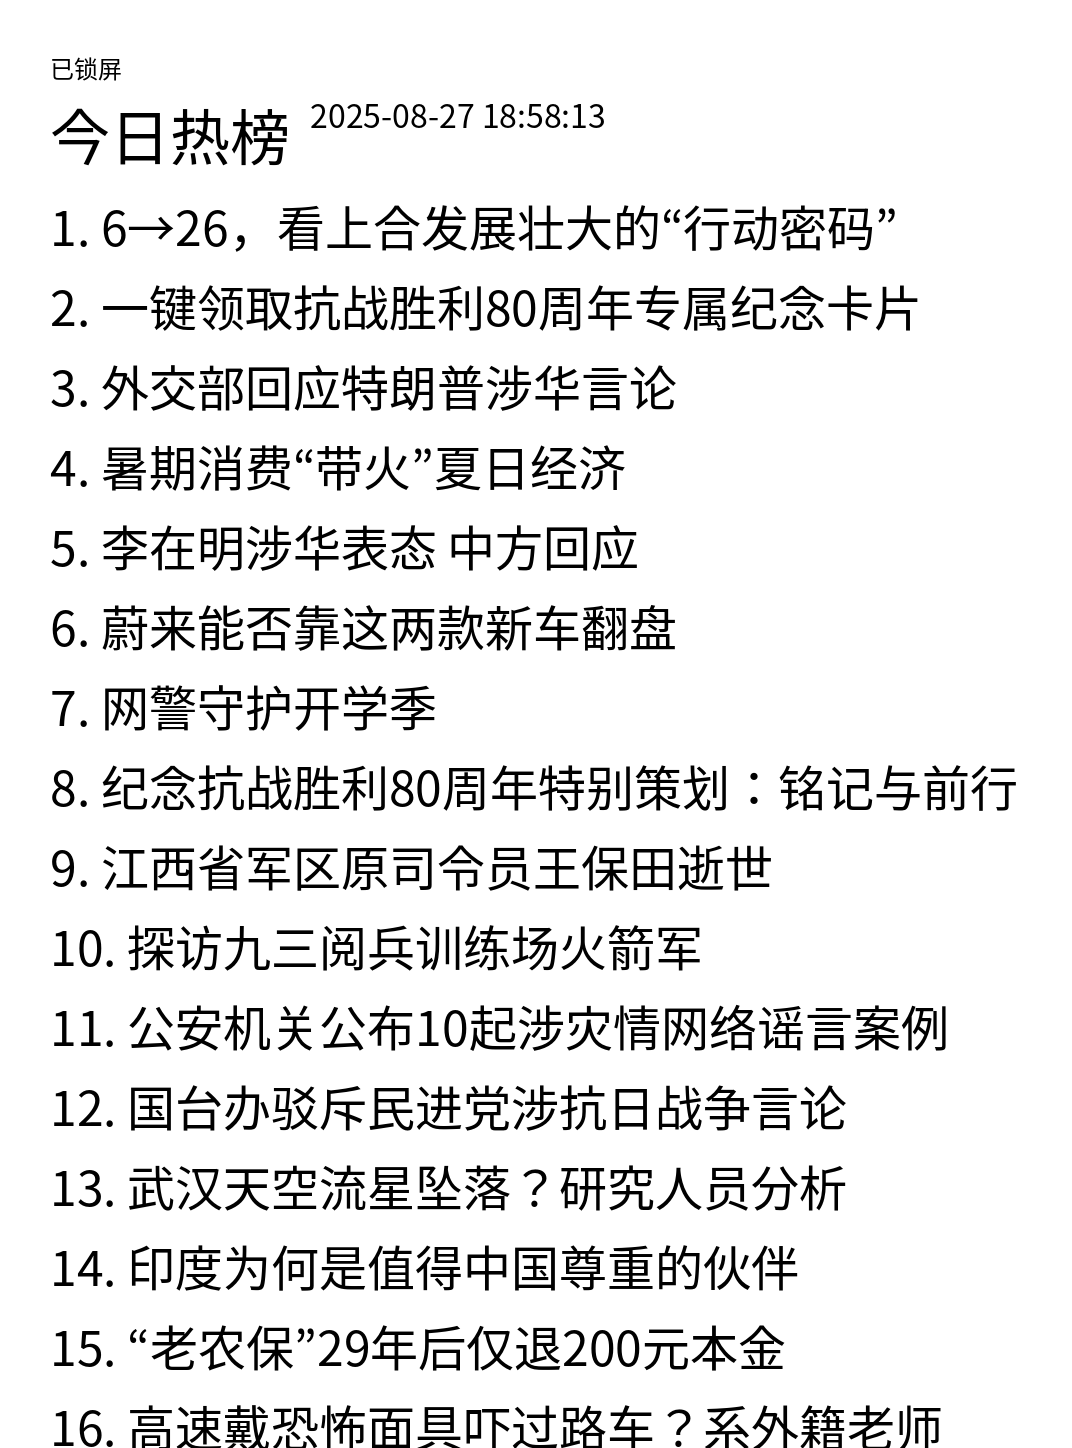 已锁屏
今日热榜 2025-08-27 18:58:13
1. 6→26，看上合发展壮大的“行动密码”
2. 一键领取抗战胜利80周年专属纪念卡片
3. 外交部回应特朗普涉华言论
4. 暑期消费“带火”夏日经济
5. 李在明涉华表态 中方回应
6. 蔚来能否靠这两款新车翻盘
7. 网警守护开学季
8. 纪念抗战胜利80周年特别策划：铭记与前行
9. 江西省军区原司令员王保田逝世
10. 探访九三阅兵训练场火箭军
11. 公安机关公布10起涉灾情网络谣言案例
12. 国台办驳斥民进党涉抗日战争言论
13. 武汉天空流星坠落？研究人员分析
14. 印度为何是值得中国尊重的伙伴
15. “老农保”29年后仅退200元本金
16. 高速戴恐怖面具吓过路车？系外籍老师